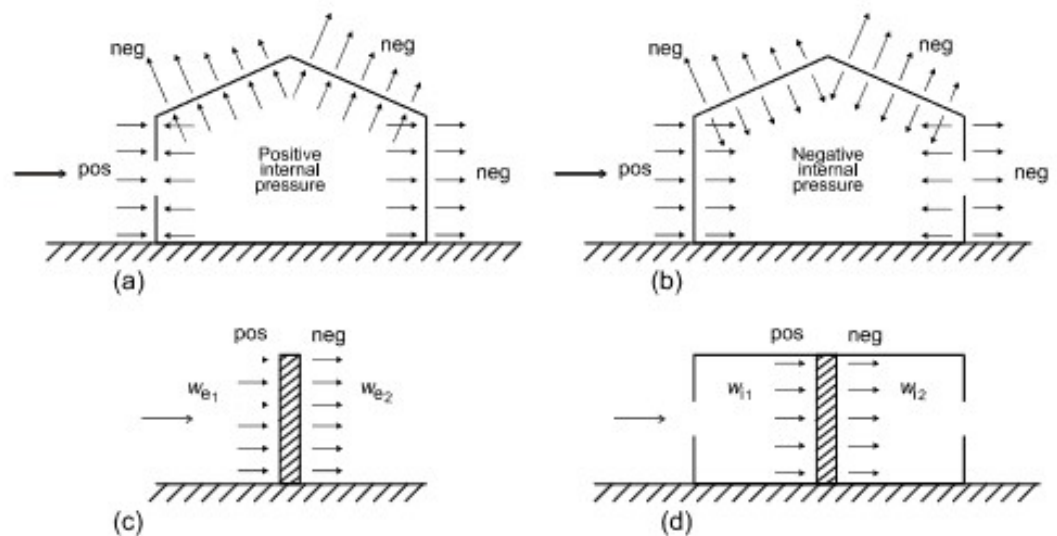 neg
neg
pos
Positive
internal
pressure
neg
(a)
neg
neg
pos
Negative
internal
pressure
neg
(b)
pos neg
we1
we2
(c)
pos neg
wi1
wi2
(d)